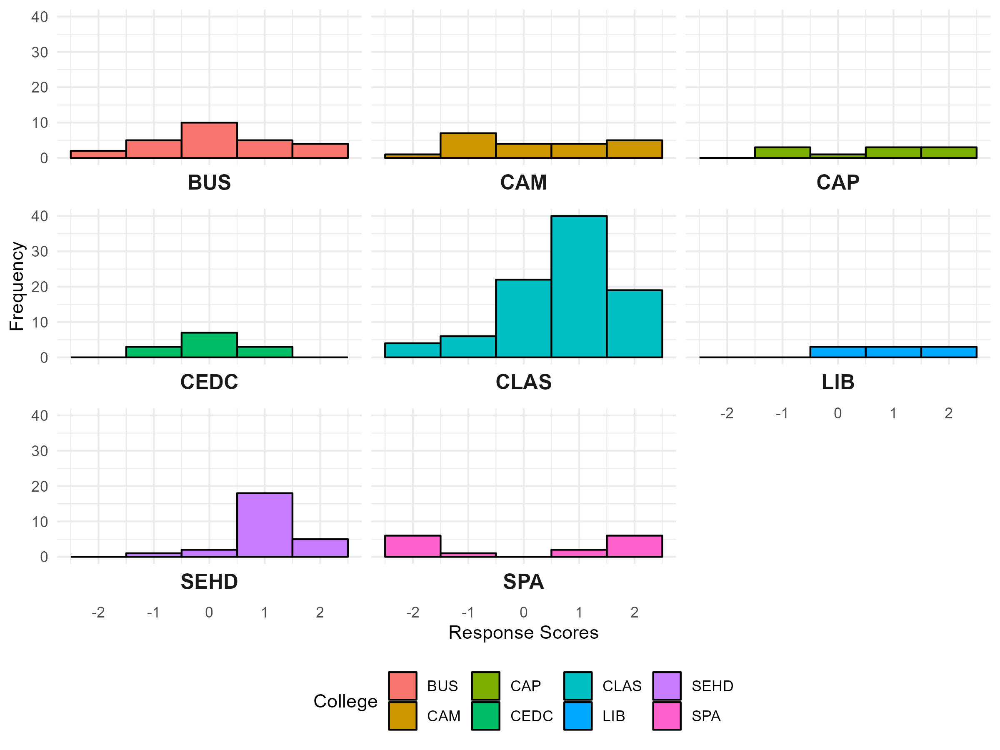 40
30
20
10
0
BUS CAM CAP
40
30
20
10
0
Frequency
CEDC CLAS LIB
-2 -1 0 1 2
40
30
20
10
0
SEHD SPA
-2 -1 0 1 2 -2 -1 0 1 2
Response Scores
College
BUS CAP CLAS SEHD
CAM CEDC LIB SPA